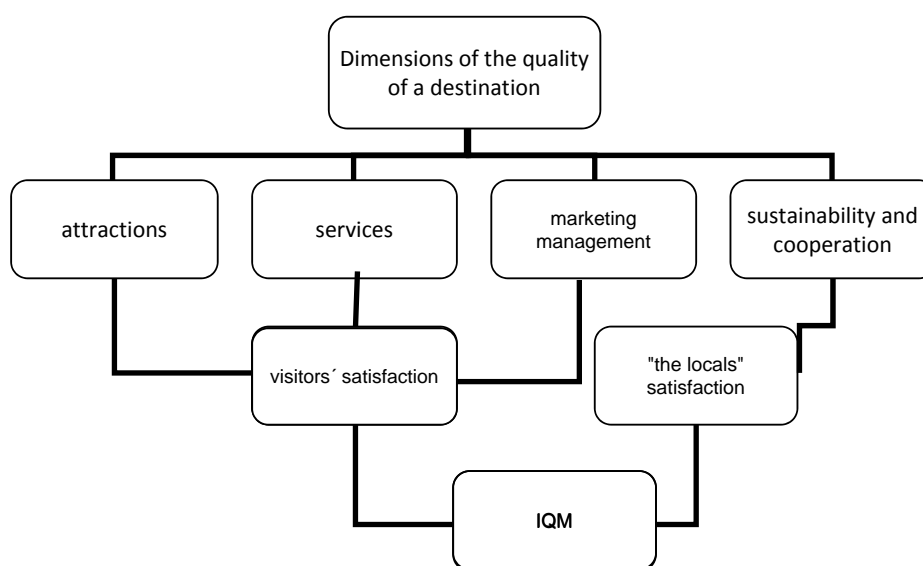 Dimensions of the quality
of a destination
attractions
services
marketing
management
sustainability and
cooperation
visitors´ satisfaction
"the locals"
satisfaction
IQM